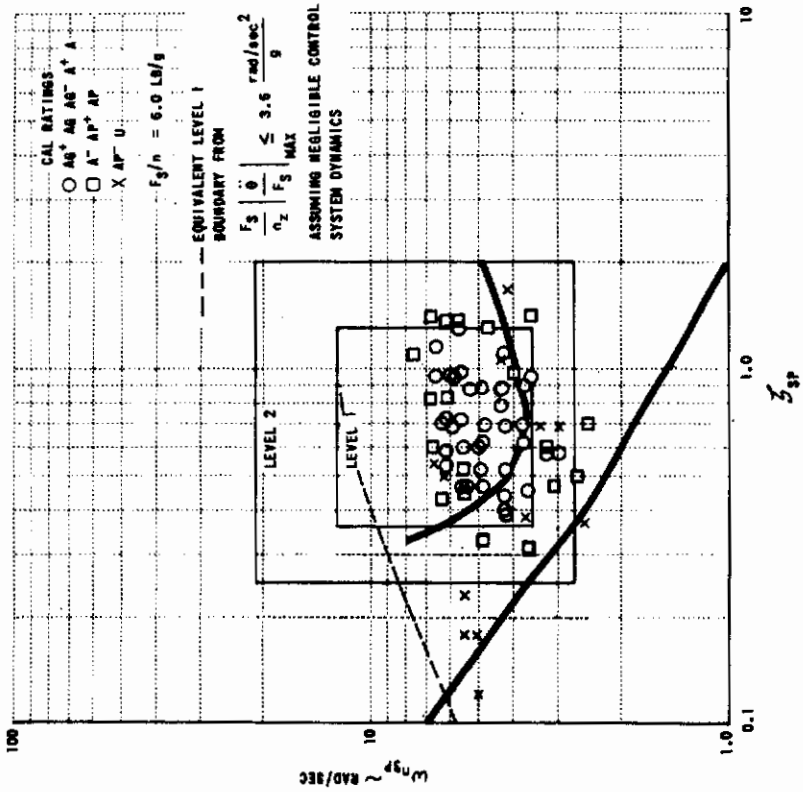 CAL RATINGS
○ AG⁺ AG AG⁻ A⁺ A
□ A⁻ AP⁺ AP
× AP⁻ U
F_S/n = 6.0 LB/g
— — EQUIVALENT LEVEL 1
BOUNDARY FROM
F_S/n_z |θ̈/F_S|MAX ≤ 3.6 rad/sec²/g
ASSUMING NEGLIGIBLE CONTROL
SYSTEM DYNAMICS
LEVEL 2
LEVEL 1
100
10
1.0
ω_nSP ~ RAD/SEC
0.1
1.0
10
ζ_SP